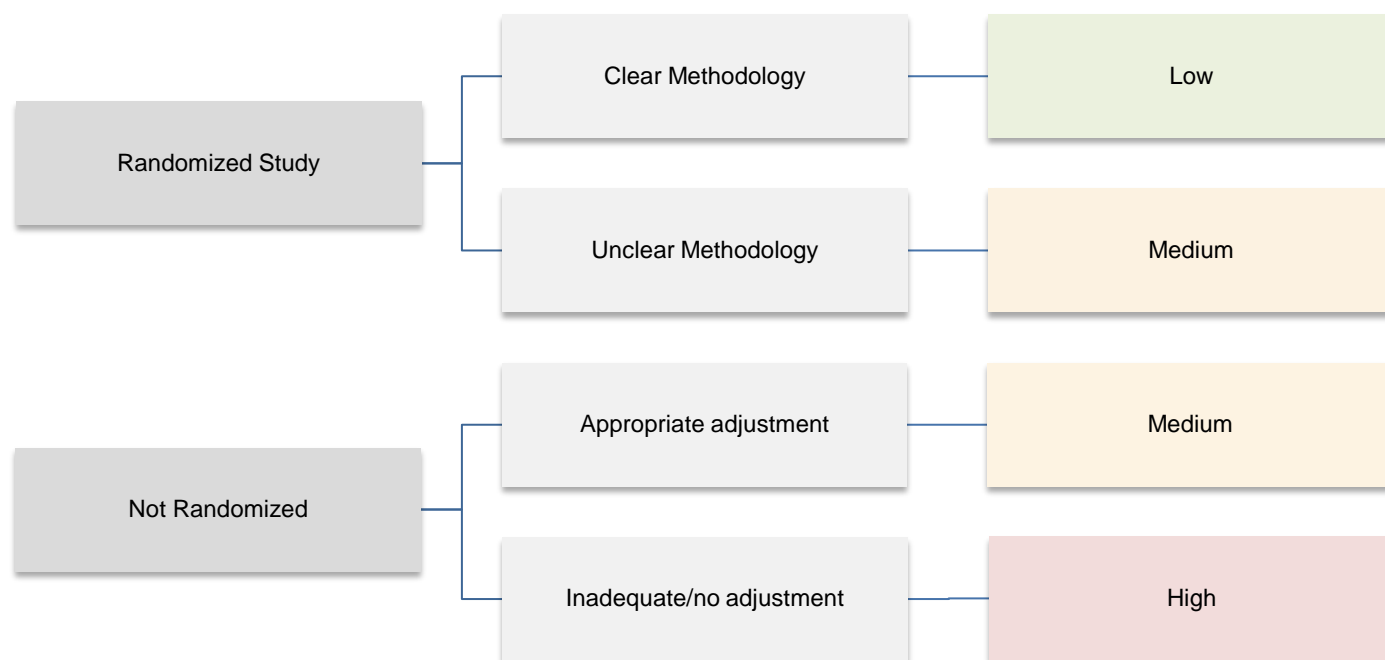 Randomized Study
Clear Methodology
Low
Unclear Methodology
Medium
Not Randomized
Appropriate adjustment
Medium
Inadequate/no adjustment
High